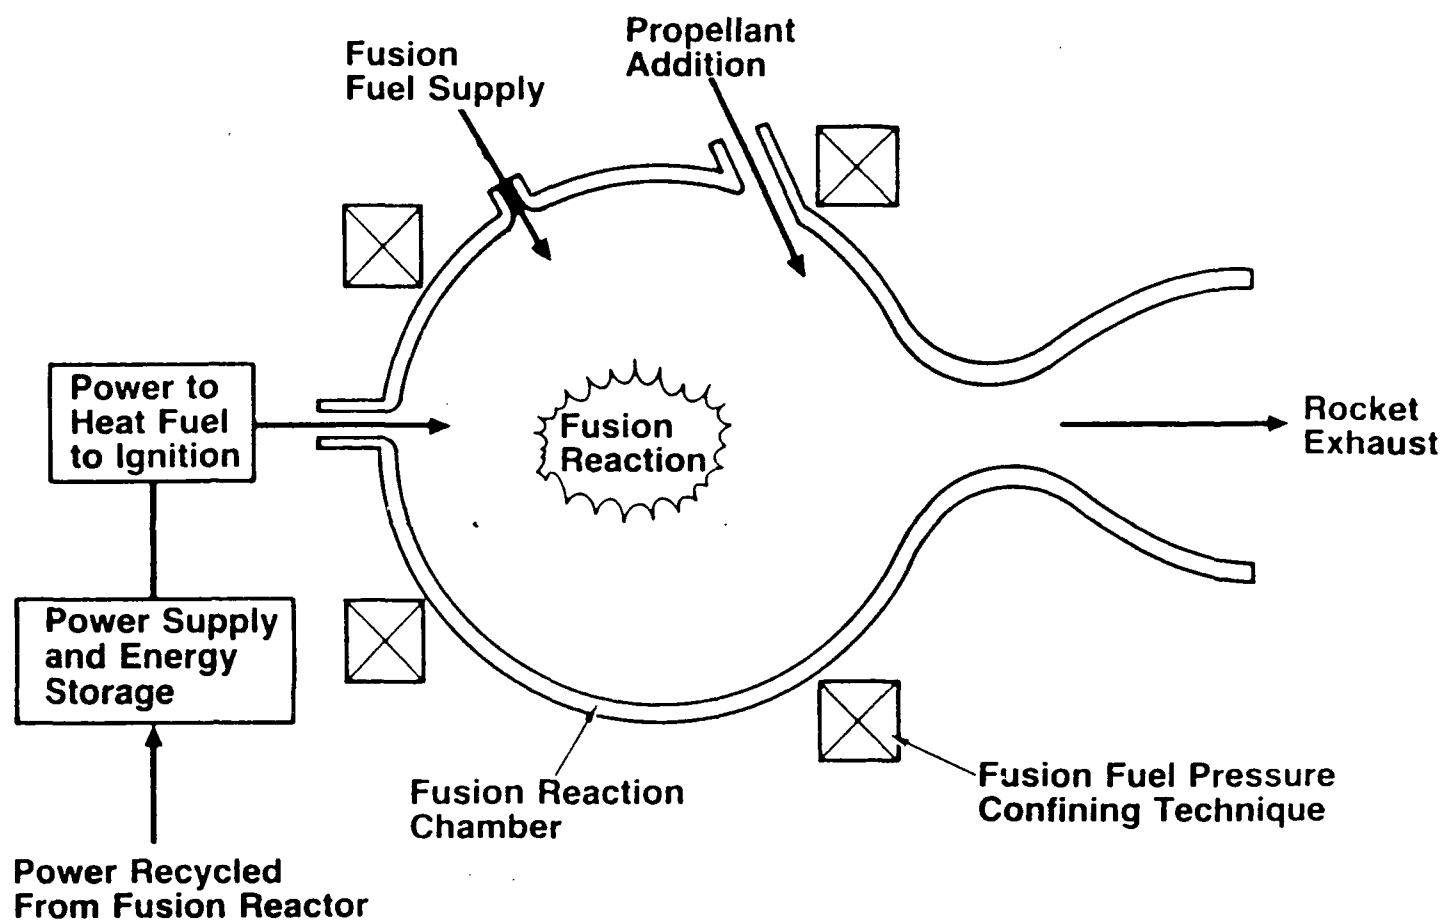 Propellant
Addition
Fusion
Fuel Supply
Power to
Heat Fuel
to Ignition
Fusion
Reaction
Rocket
Exhaust
Power Supply
and Energy
Storage
Fusion Reaction
Chamber
Fusion Fuel Pressure
Confining Technique
Power Recycled
From Fusion Reactor